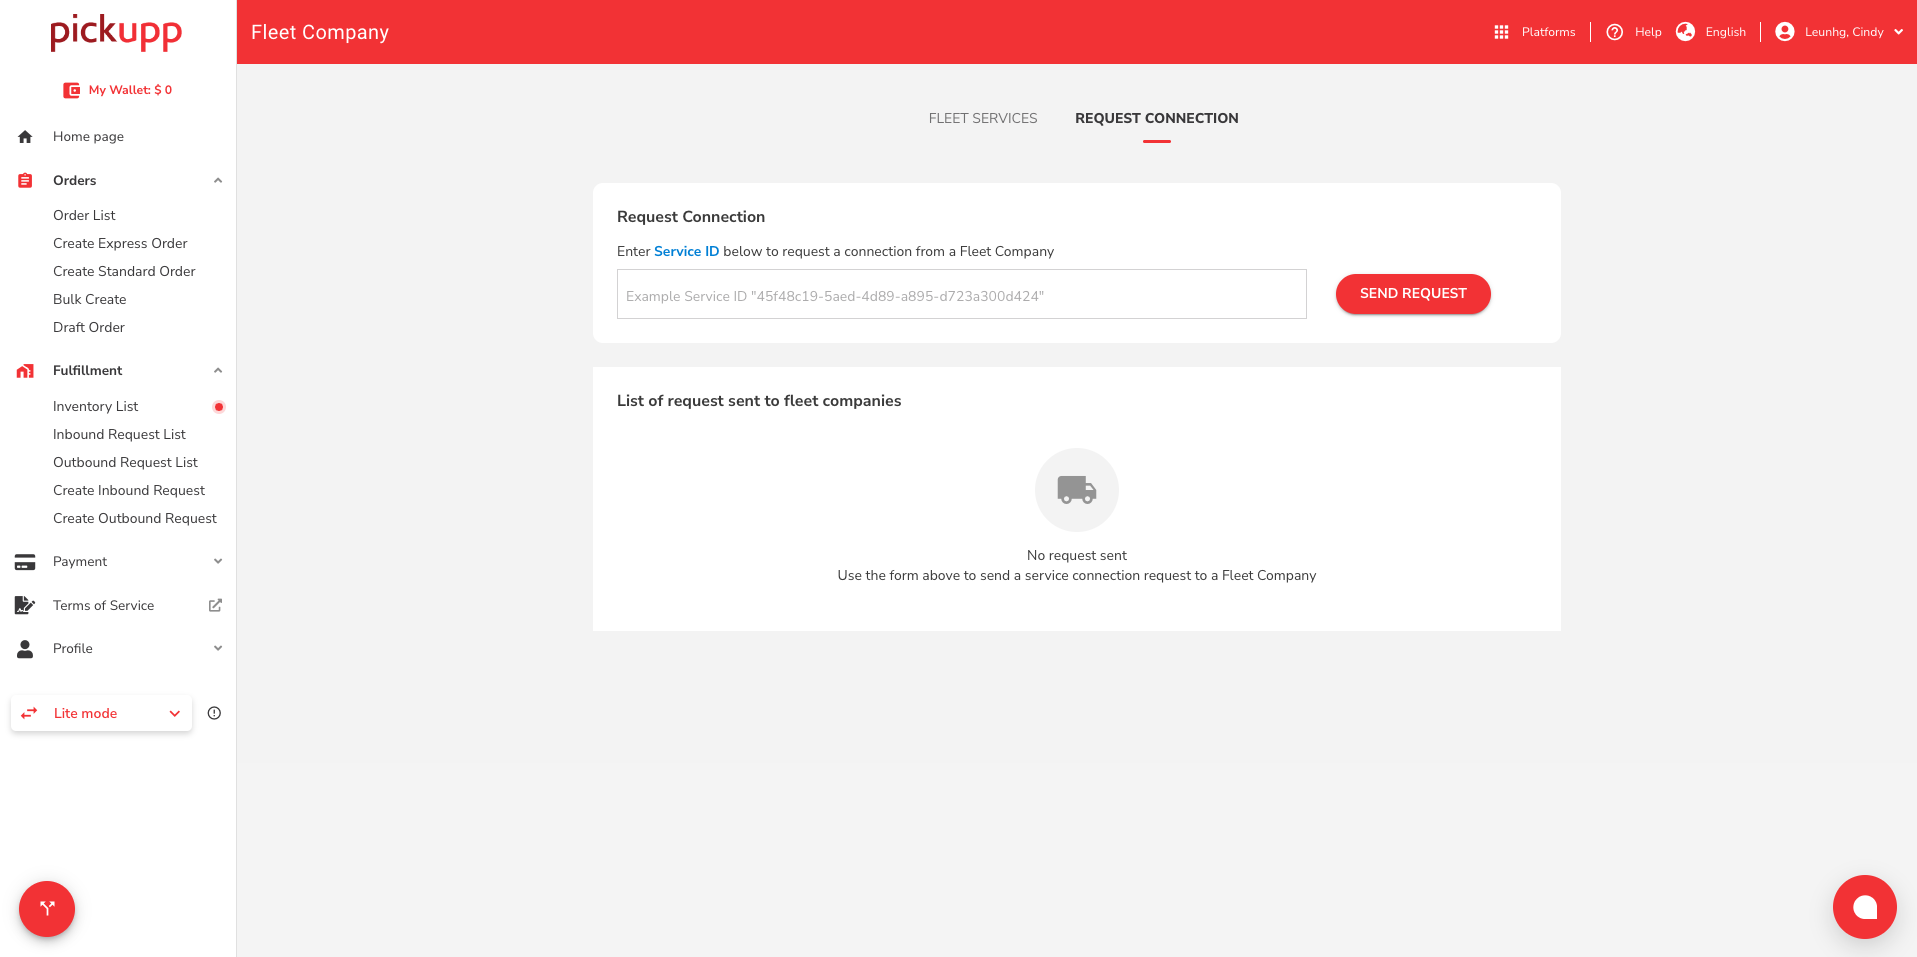 pickupp
My Wallet: $ 0
Home page
Orders
Order List
Create Express Order
Create Standard Order
Bulk Create
Draft Order
Fulfillment
Inventory List
Inbound Request List
Outbound Request List
Create Inbound Request
Create Outbound Request
Payment
Terms of Service
Profile
Lite mode
Fleet Company
Platforms
Help
English
Leunhg, Cindy
FLEET SERVICES
REQUEST CONNECTION
Request Connection
Enter Service ID below to request a connection from a Fleet Company
Example Service ID "45f48c19-5aed-4d89-a895-d723a300d424"
SEND REQUEST
List of request sent to fleet companies
No request sent
Use the form above to send a service connection request to a Fleet Company